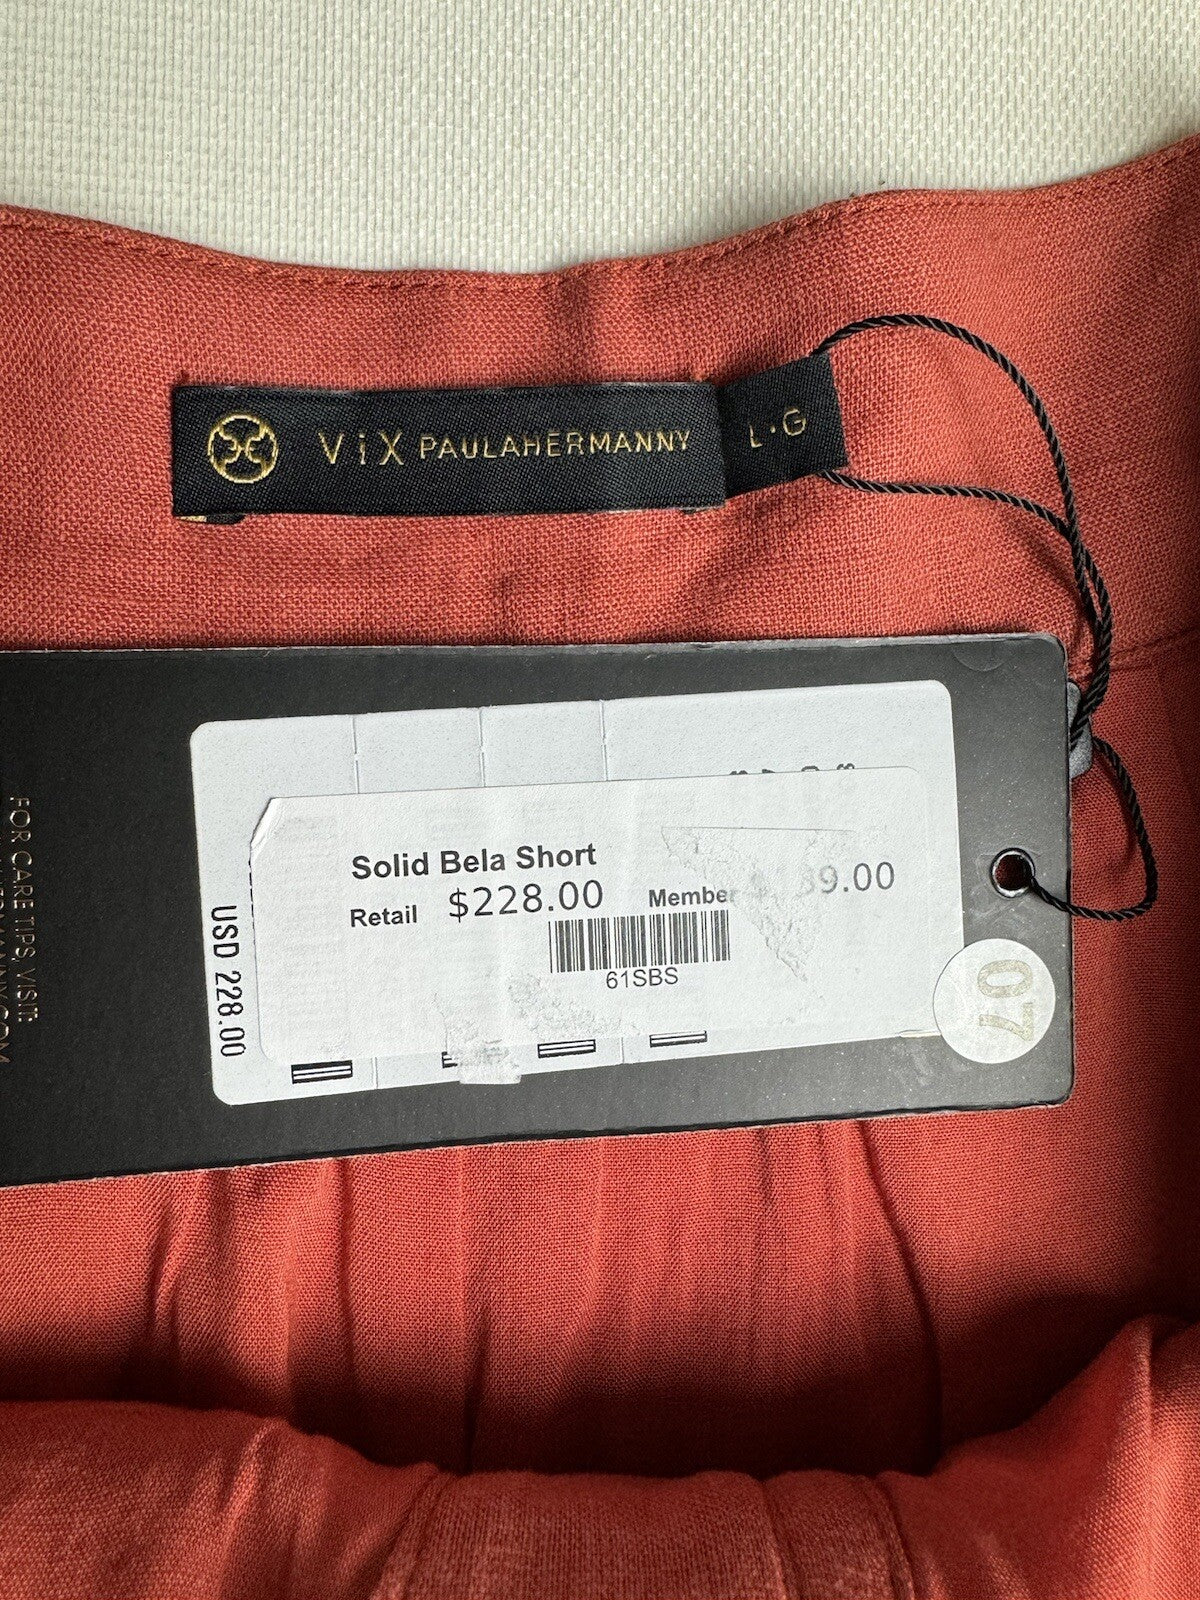 ViX PAULAHERMANNY
L·G
Solid Bela Short
Retail $228.00 Member 39.00
61SBS
USD 228.00
FOR CARE TIPS, VISIT:
07